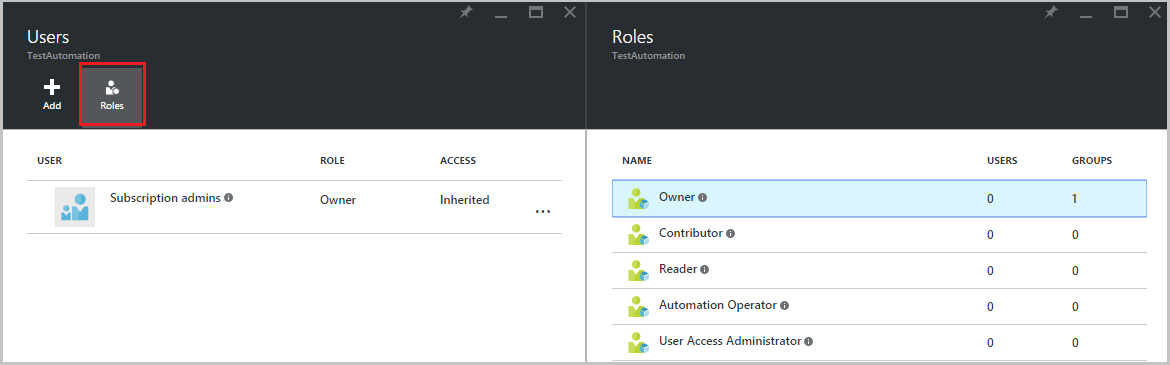 Users
TestAutomation
Add
Roles
USER ROLE ACCESS
Subscription admins Owner Inherited
Roles
TestAutomation
NAME USERS GROUPS
Owner 0 1
Contributor 0 0
Reader 0 0
Automation Operator 0 0
User Access Administrator 0 0